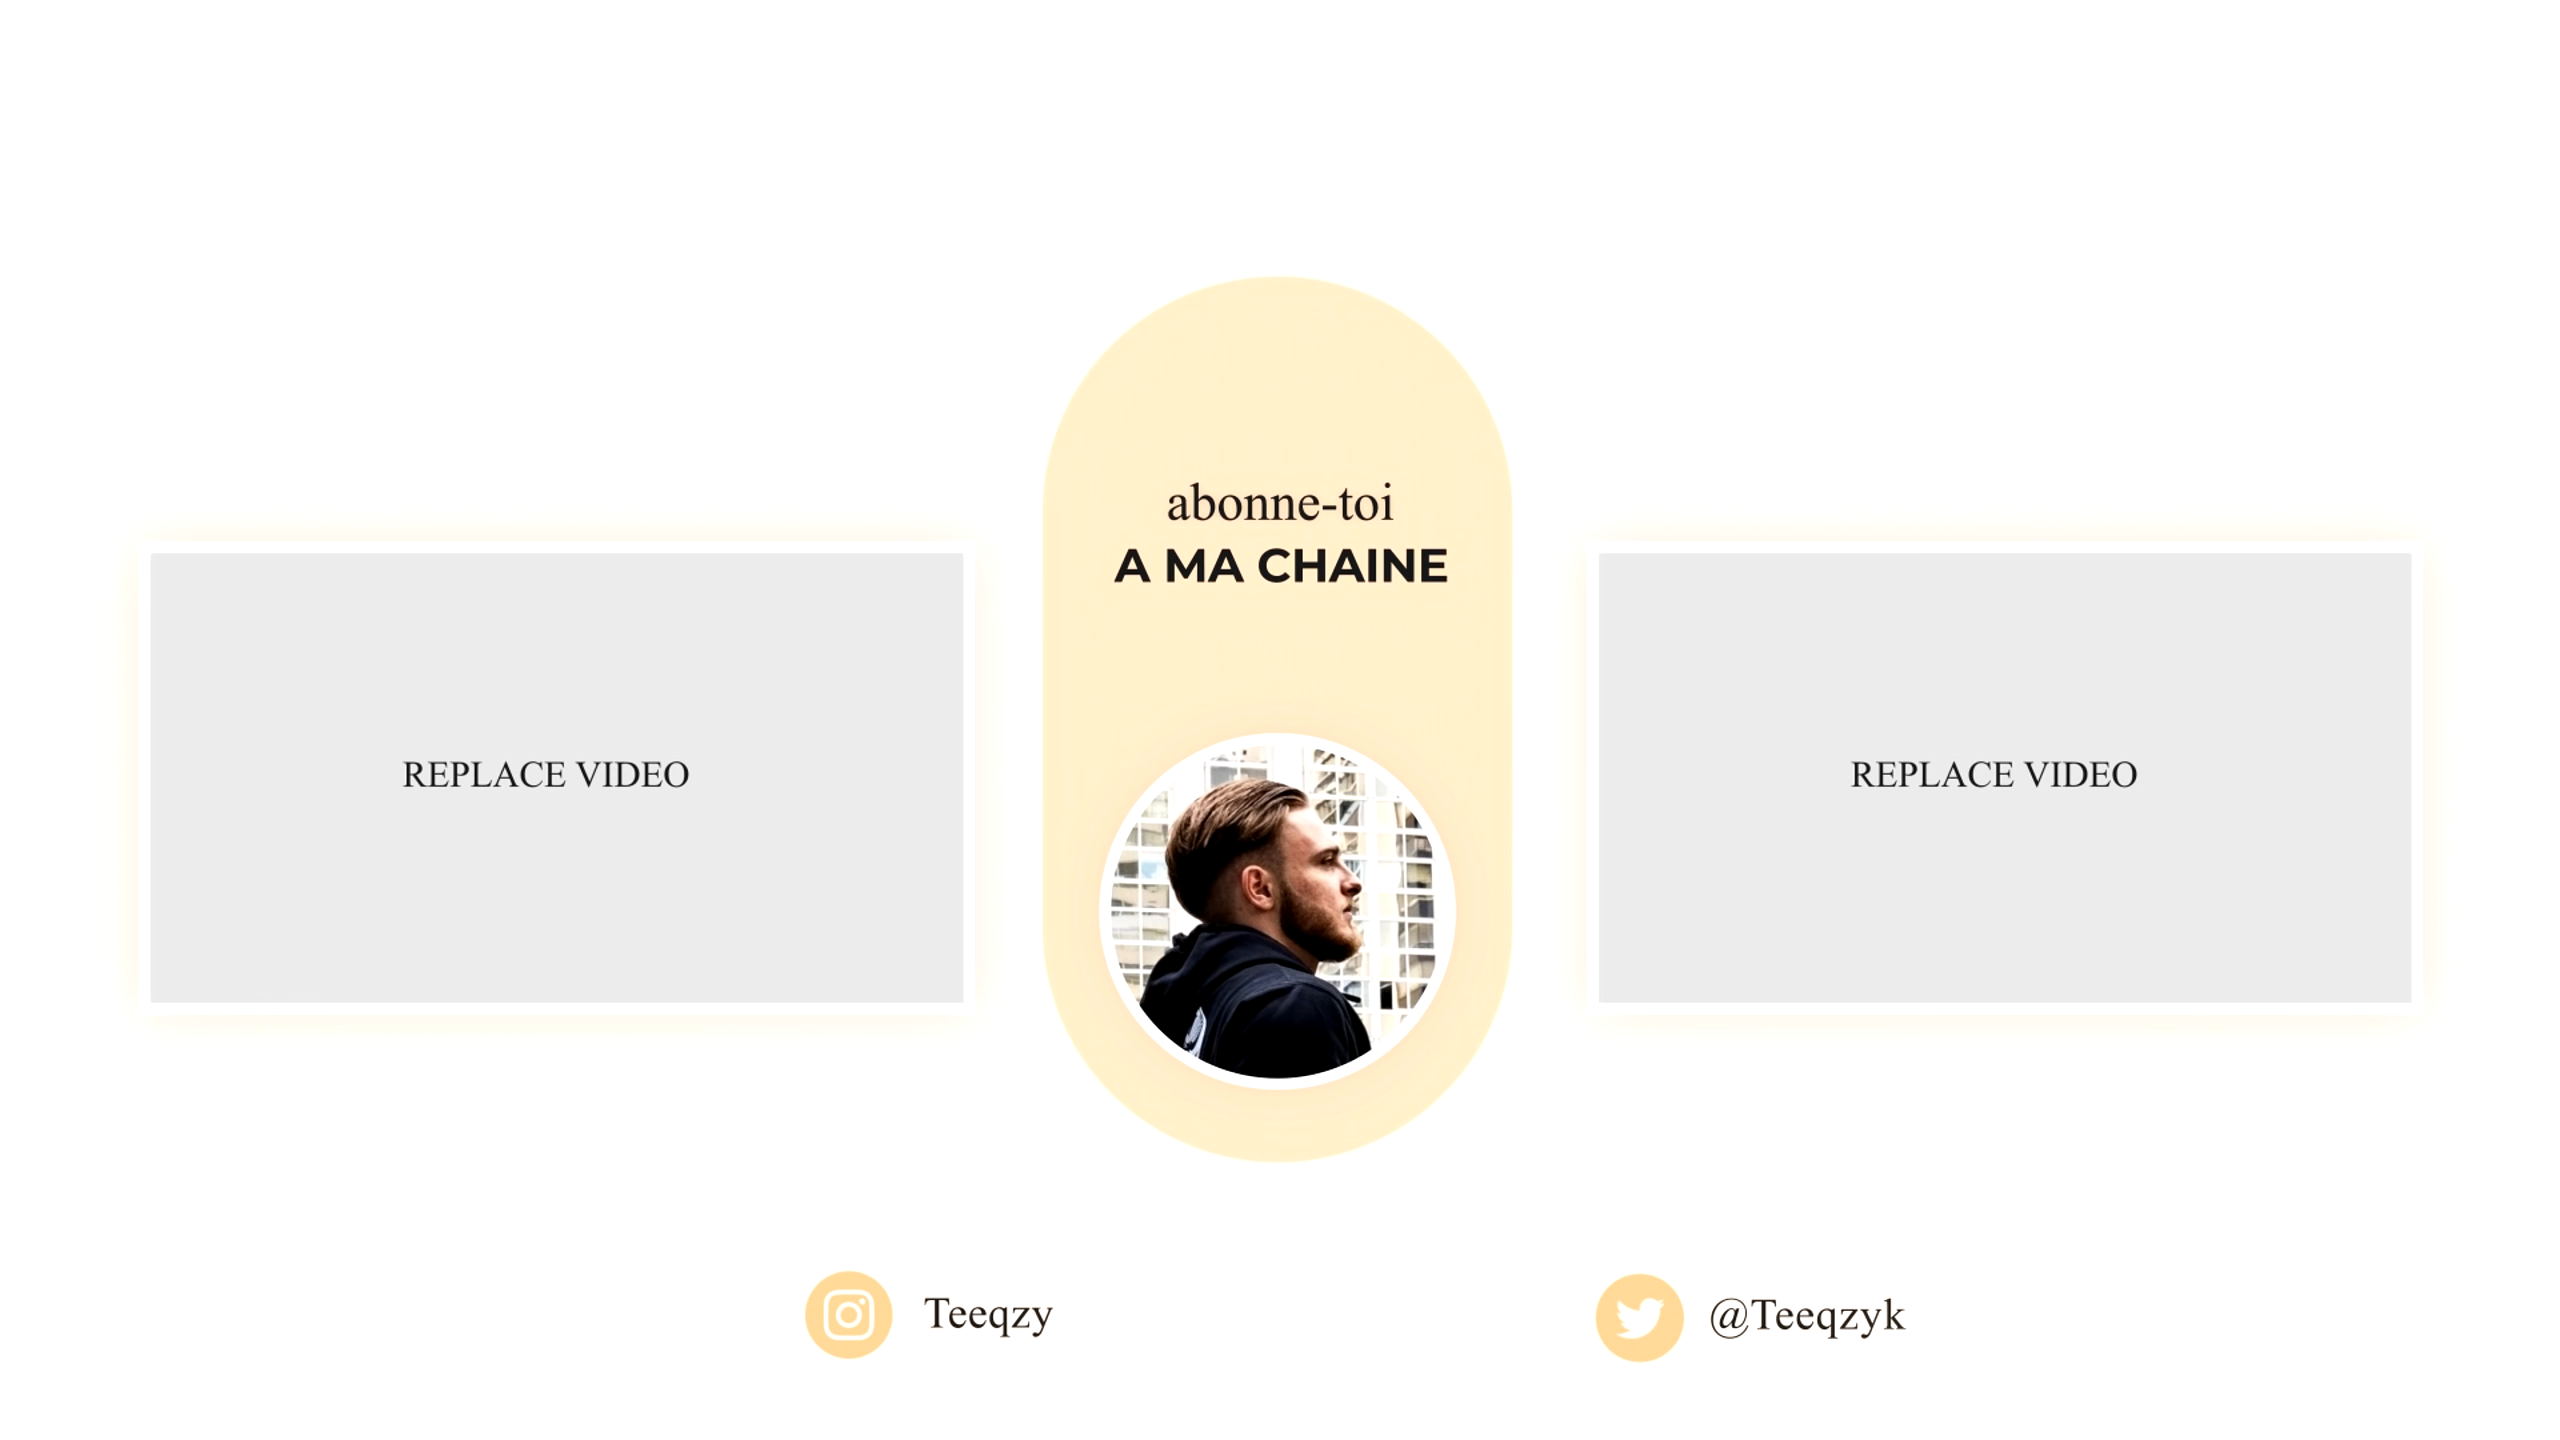 abonne-toi
A MA CHAINE
REPLACE VIDEO
REPLACE VIDEO
Teeqzy
@Teeqzyk